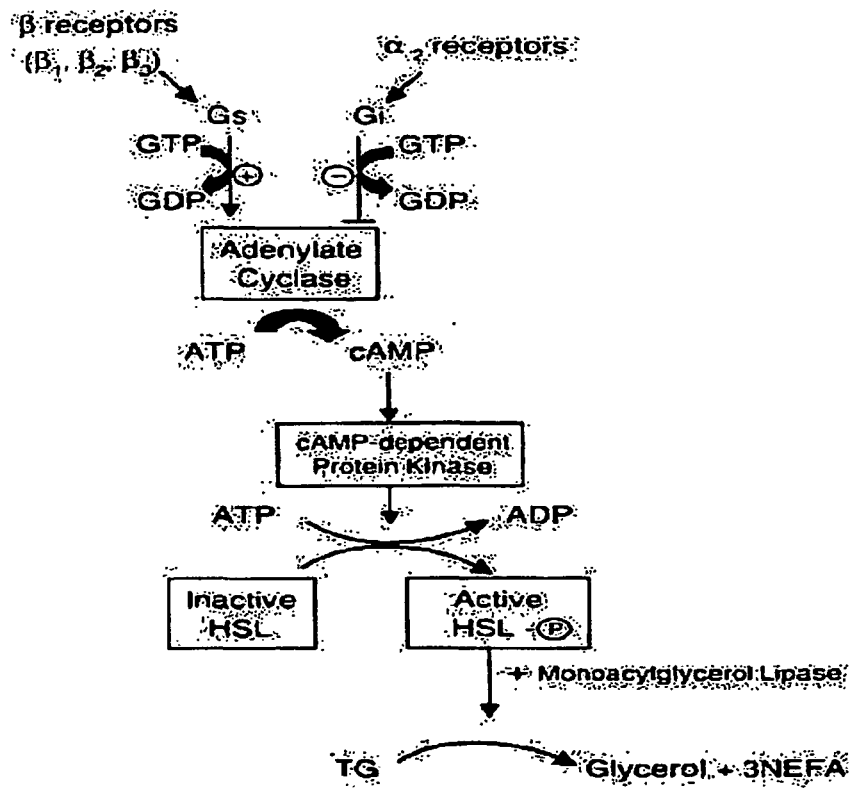 β receptors
(β1, β2, β3)
α2 receptors
Gs
Gi
GTP
GTP
+
−
GDP
GDP
Adenylate
Cyclase
ATP
cAMP
cAMP-dependent
Protein Kinase
ATP
ADP
Inactive
HSL
Active
HSL -P
+ Monoacylglycerol Lipase
TG
Glycerol + 3NEFA